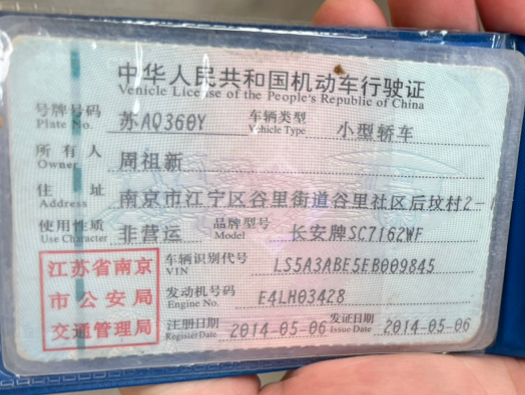 中华人民共和国机动车行驶证
Vehicle License of the People's Republic of China
号牌号码 苏AQ360Y 车辆类型 小型轿车
Plate No. Vehicle Type
所有人 周祖新
Owner
住址 南京市江宁区谷里街道谷里社区后坟村2-
Address
使用性质 非营运 品牌型号 长安牌SC7162WF
Use Character Model
江苏省南京 车辆识别代号 LS5A3ABE5EB009845
VIN
市公安局 发动机号码 E4LH03428
Engine No.
交通管理局 注册日期 2014-05-06 发证日期 2014-05-06
Register Date Issue Date